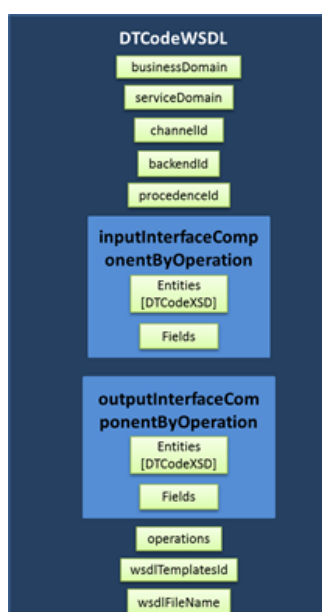 DTCodeWSDL
businessDomain
serviceDomain
channelId
backendId
procedenceId
inputInterfaceComp
onentByOperation
Entities
[DTCodeXSD]
Fields
outputInterfaceCom
ponentByOperation
Entities
[DTCodeXSD]
Fields
operations
wsdlTemplatesId
wsdlFileName